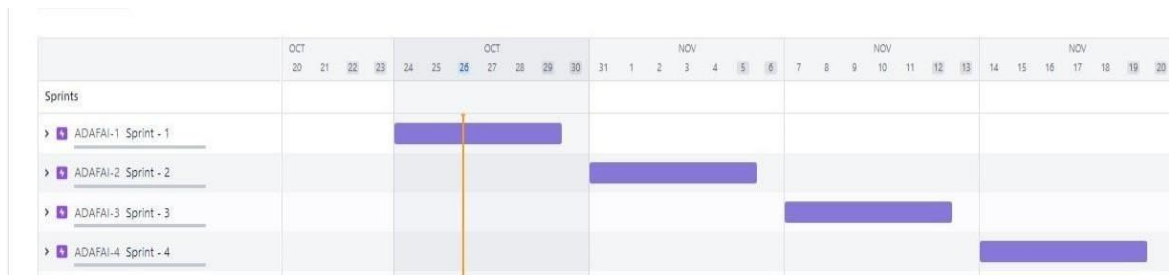 OCT OCT NOV NOV NOV
20 21 22 23 24 25 26 27 28 29 30 31 1 2 3 4 5 6 7 8 9 10 11 12 13 14 15 16 17 18 19 20
Sprints
ADAFAI-1 Sprint - 1
ADAFAI-2 Sprint - 2
ADAFAI-3 Sprint - 3
ADAFAI-4 Sprint - 4